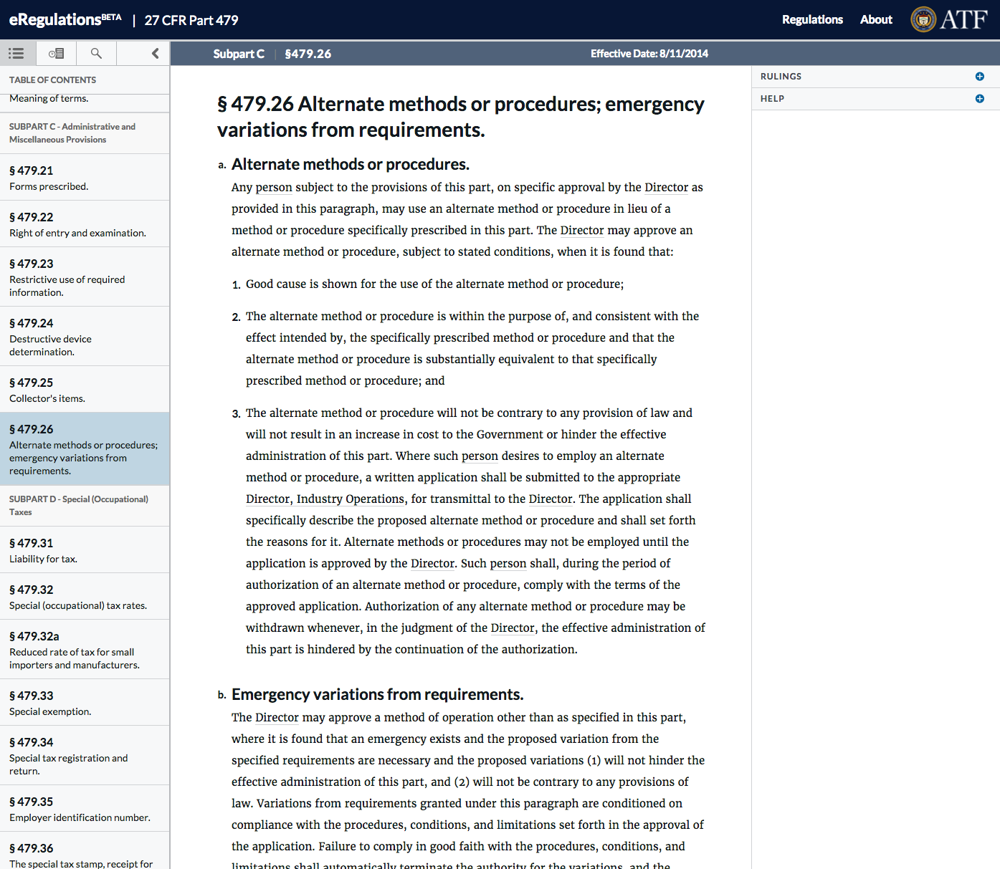 eRegulationsBETA | 27 CFR Part 479
Regulations About ATF
Subpart C | §479.26 Effective Date: 8/11/2014
TABLE OF CONTENTS
Meaning of terms.
SUBPART C - Administrative and
Miscellaneous Provisions
§ 479.21
Forms prescribed.
§ 479.22
Right of entry and examination.
§ 479.23
Restrictive use of required
information.
§ 479.24
Destructive device
determination.
§ 479.25
Collector's items.
§ 479.26
Alternate methods or procedures;
emergency variations from
requirements.
SUBPART D - Special (Occupational)
Taxes
§ 479.31
Liability for tax.
§ 479.32
Special (occupational) tax rates.
§ 479.32a
Reduced rate of tax for small
importers and manufacturers.
§ 479.33
Special exemption.
§ 479.34
Special tax registration and
return.
§ 479.35
Employer identification number.
§ 479.36
The special tax stamp, receipt for
§ 479.26 Alternate methods or procedures; emergency
variations from requirements.
a. Alternate methods or procedures.
Any person subject to the provisions of this part, on specific approval by the Director as
provided in this paragraph, may use an alternate method or procedure in lieu of a
method or procedure specifically prescribed in this part. The Director may approve an
alternate method or procedure, subject to stated conditions, when it is found that:
1. Good cause is shown for the use of the alternate method or procedure;
2. The alternate method or procedure is within the purpose of, and consistent with the
effect intended by, the specifically prescribed method or procedure and that the
alternate method or procedure is substantially equivalent to that specifically
prescribed method or procedure; and
3. The alternate method or procedure will not be contrary to any provision of law and
will not result in an increase in cost to the Government or hinder the effective
administration of this part. Where such person desires to employ an alternate
method or procedure, a written application shall be submitted to the appropriate
Director, Industry Operations, for transmittal to the Director. The application shall
specifically describe the proposed alternate method or procedure and shall set forth
the reasons for it. Alternate methods or procedures may not be employed until the
application is approved by the Director. Such person shall, during the period of
authorization of an alternate method or procedure, comply with the terms of the
approved application. Authorization of any alternate method or procedure may be
withdrawn whenever, in the judgment of the Director, the effective administration of
this part is hindered by the continuation of the authorization.
b. Emergency variations from requirements.
The Director may approve a method of operation other than as specified in this part,
where it is found that an emergency exists and the proposed variation from the
specified requirements are necessary and the proposed variations (1) will not hinder the
effective administration of this part, and (2) will not be contrary to any provisions of
law. Variations from requirements granted under this paragraph are conditioned on
compliance with the procedures, conditions, and limitations set forth in the approval of
the application. Failure to comply in good faith with the procedures, conditions, and
limitations shall automatically terminate the authority for the variations, and the
RULINGS
HELP